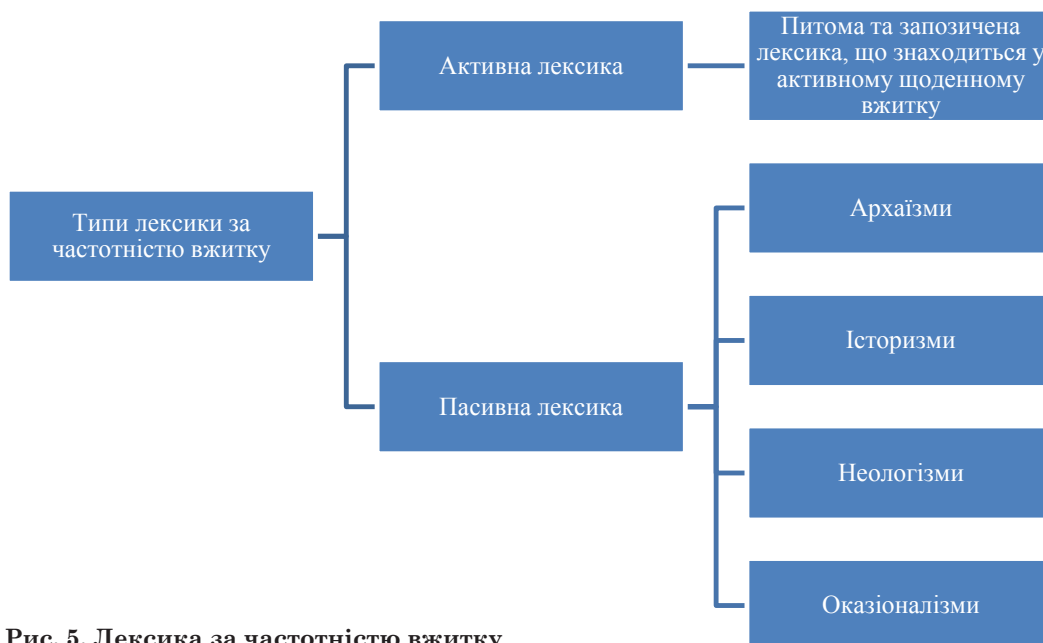 Типи лексики за
частотністю вжитку
Активна лексика
Питома та запозичена
лексика, що знаходиться у
активному щоденному
вжитку
Пасивна лексика
Архаїзми
Історизми
Неологізми
Оказіоналізми
Рис. 5. Лексика за частотністю вжитку